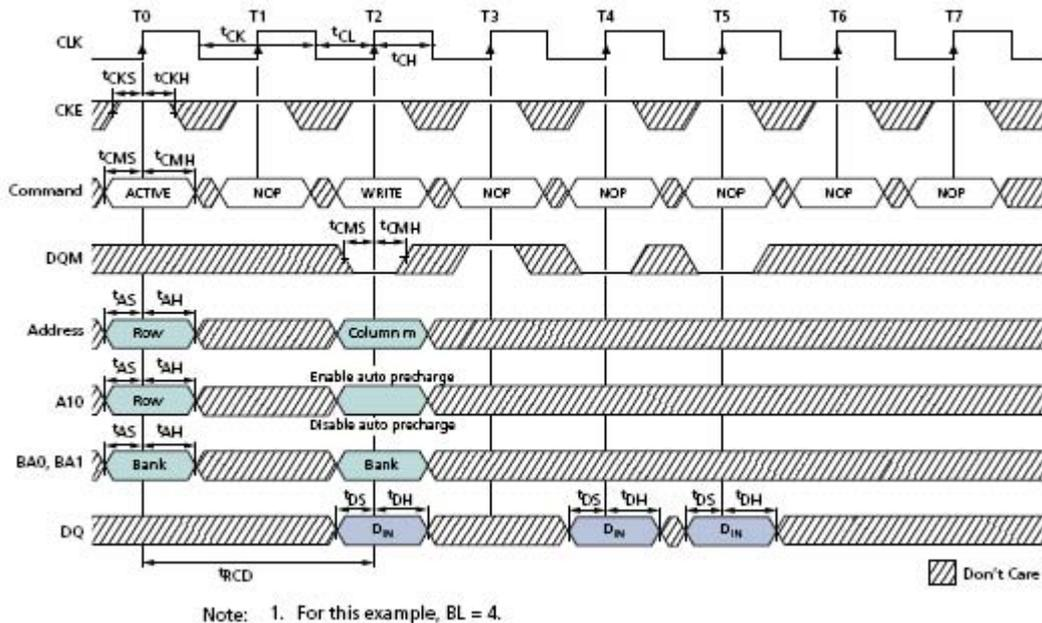 T0 T1 T2 T3 T4 T5 T6 T7
CLK
tCK tCL
tCH
tCKS tCKH
CKE
tCMS tCMH
Command ACTIVE NOP WRITE NOP NOP NOP NOP NOP
tCMS tCMH
DQM
tAS tAH
Address Row Column m
tAS tAH Enable auto precharge
A10 Row
tAS tAH Disable auto precharge
BA0, BA1 Bank Bank
tDS tDH tDS tDH tDS tDH
DQ DIN DIN DIN
tRCD
Don't Care
Note: 1. For this example, BL = 4.